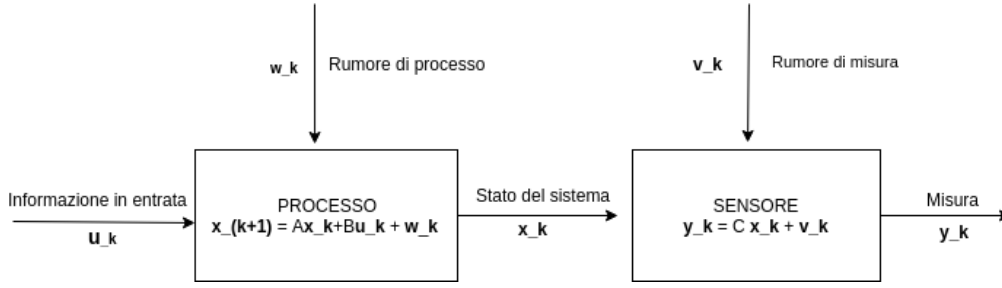 w_k
Rumore di processo
v_k
Rumore di misura
Informazione in entrata
u_k
PROCESSO
x_(k+1) = Ax_k+Bu_k + w_k
Stato del sistema
x_k
SENSORE
y_k = C x_k + v_k
Misura
y_k